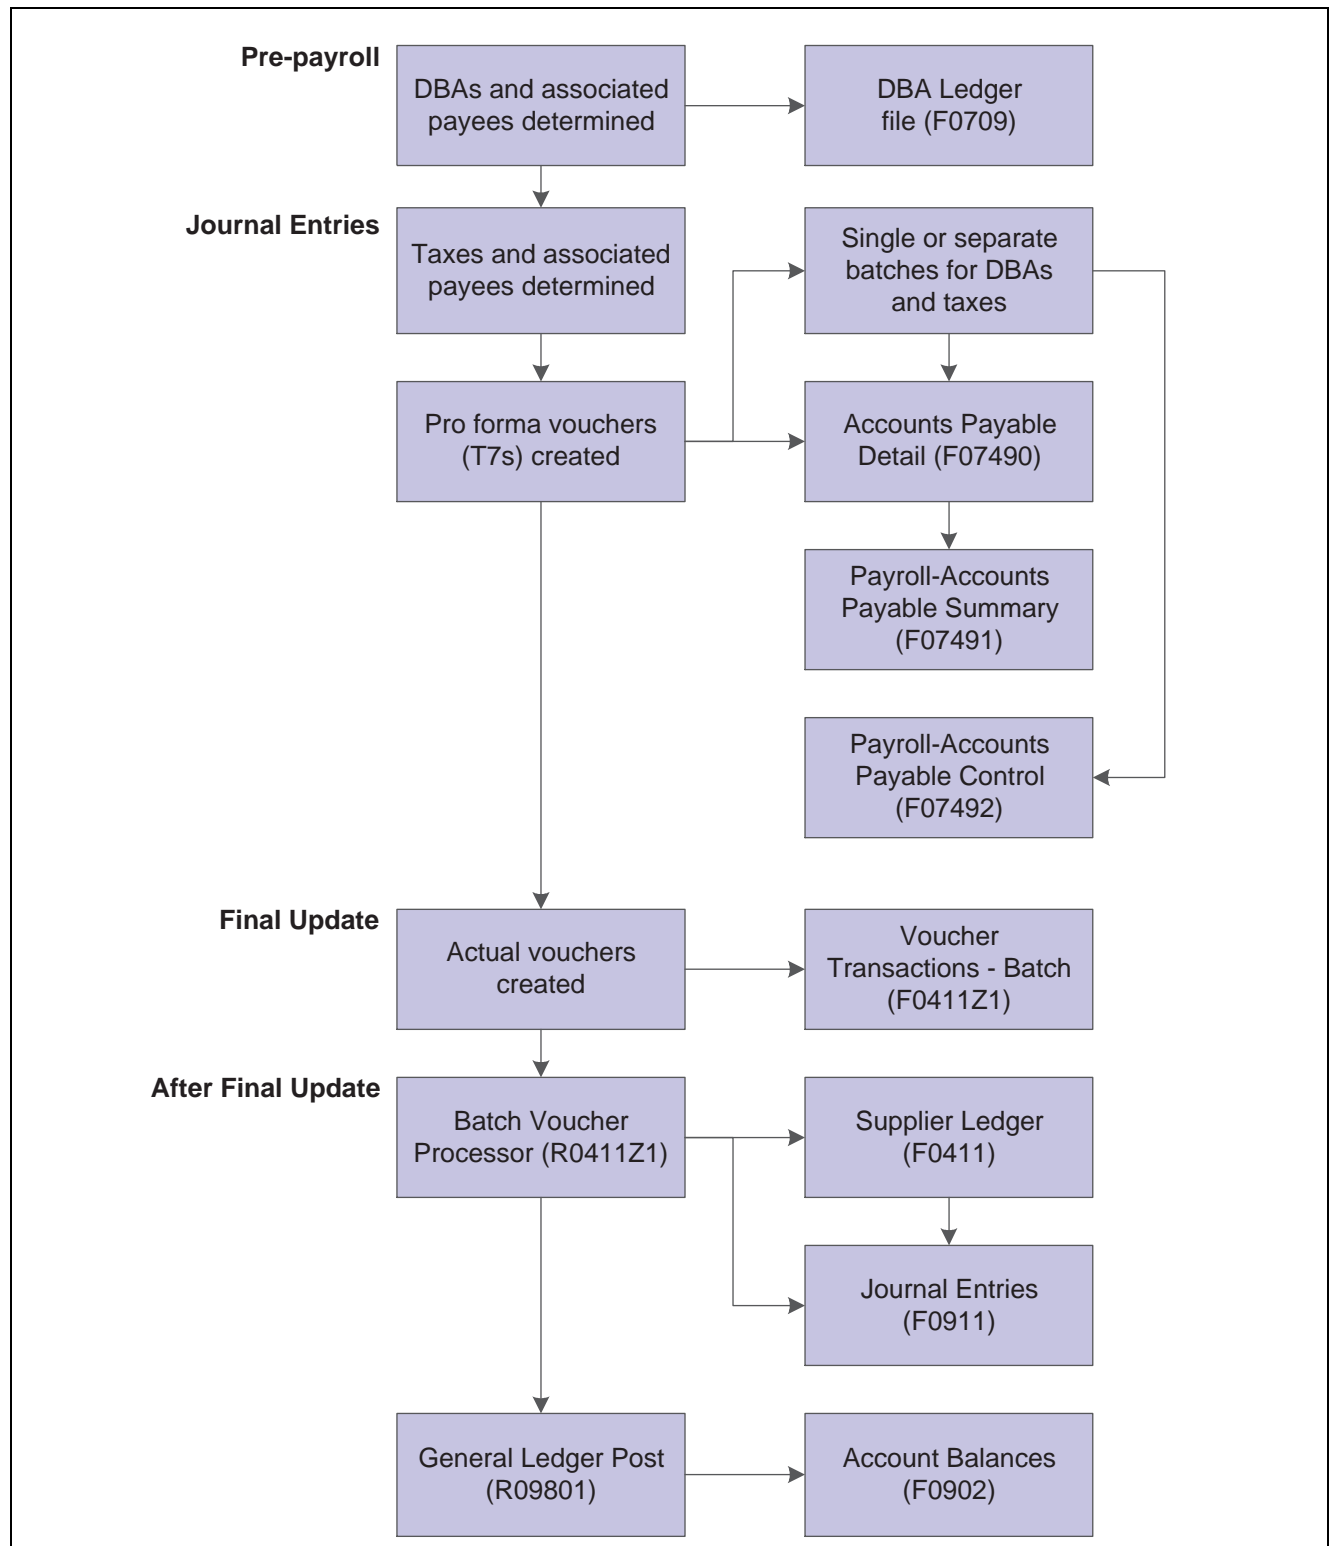 Pre-payroll
DBAs and associated
payees determined
DBA Ledger
file (F0709)
Journal Entries
Taxes and associated
payees determined
Single or separate
batches for DBAs
and taxes
Pro forma vouchers
(T7s) created
Accounts Payable
Detail (F07490)
Payroll-Accounts
Payable Summary
(F07491)
Payroll-Accounts
Payable Control
(F07492)
Final Update
Actual vouchers
created
Voucher
Transactions - Batch
(F0411Z1)
After Final Update
Batch Voucher
Processor (R0411Z1)
Supplier Ledger
(F0411)
Journal Entries
(F0911)
General Ledger Post
(R09801)
Account Balances
(F0902)